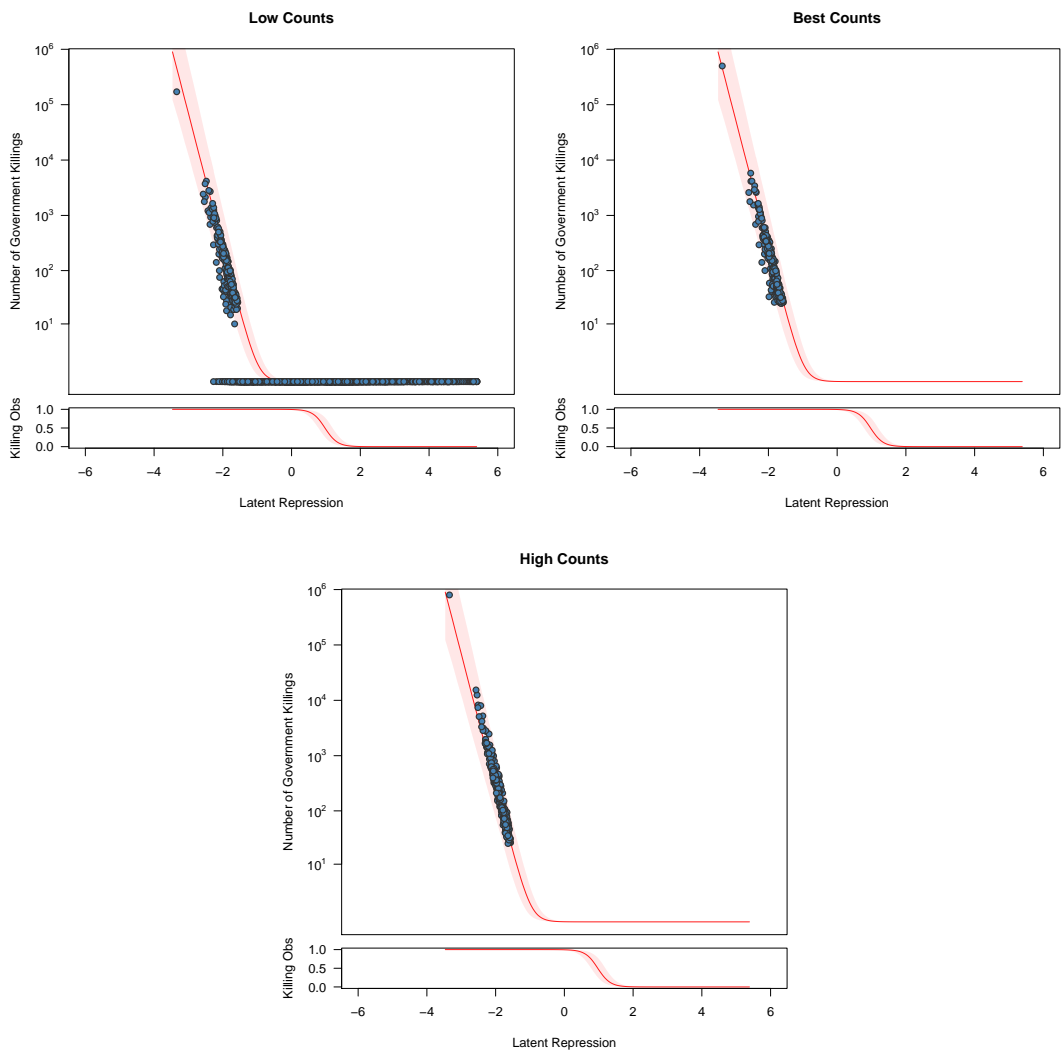 Low Counts
Number of Government Killings
10^6
10^5
10^4
10^3
10^2
10^1
Killing Obs
1.0
0.5
0.0
−6 −4 −2 0 2 4 6
Latent Repression
Best Counts
Number of Government Killings
10^6
10^5
10^4
10^3
10^2
10^1
Killing Obs
1.0
0.5
0.0
−6 −4 −2 0 2 4 6
Latent Repression
High Counts
Number of Government Killings
10^6
10^5
10^4
10^3
10^2
10^1
Killing Obs
1.0
0.5
0.0
−6 −4 −2 0 2 4 6
Latent Repression